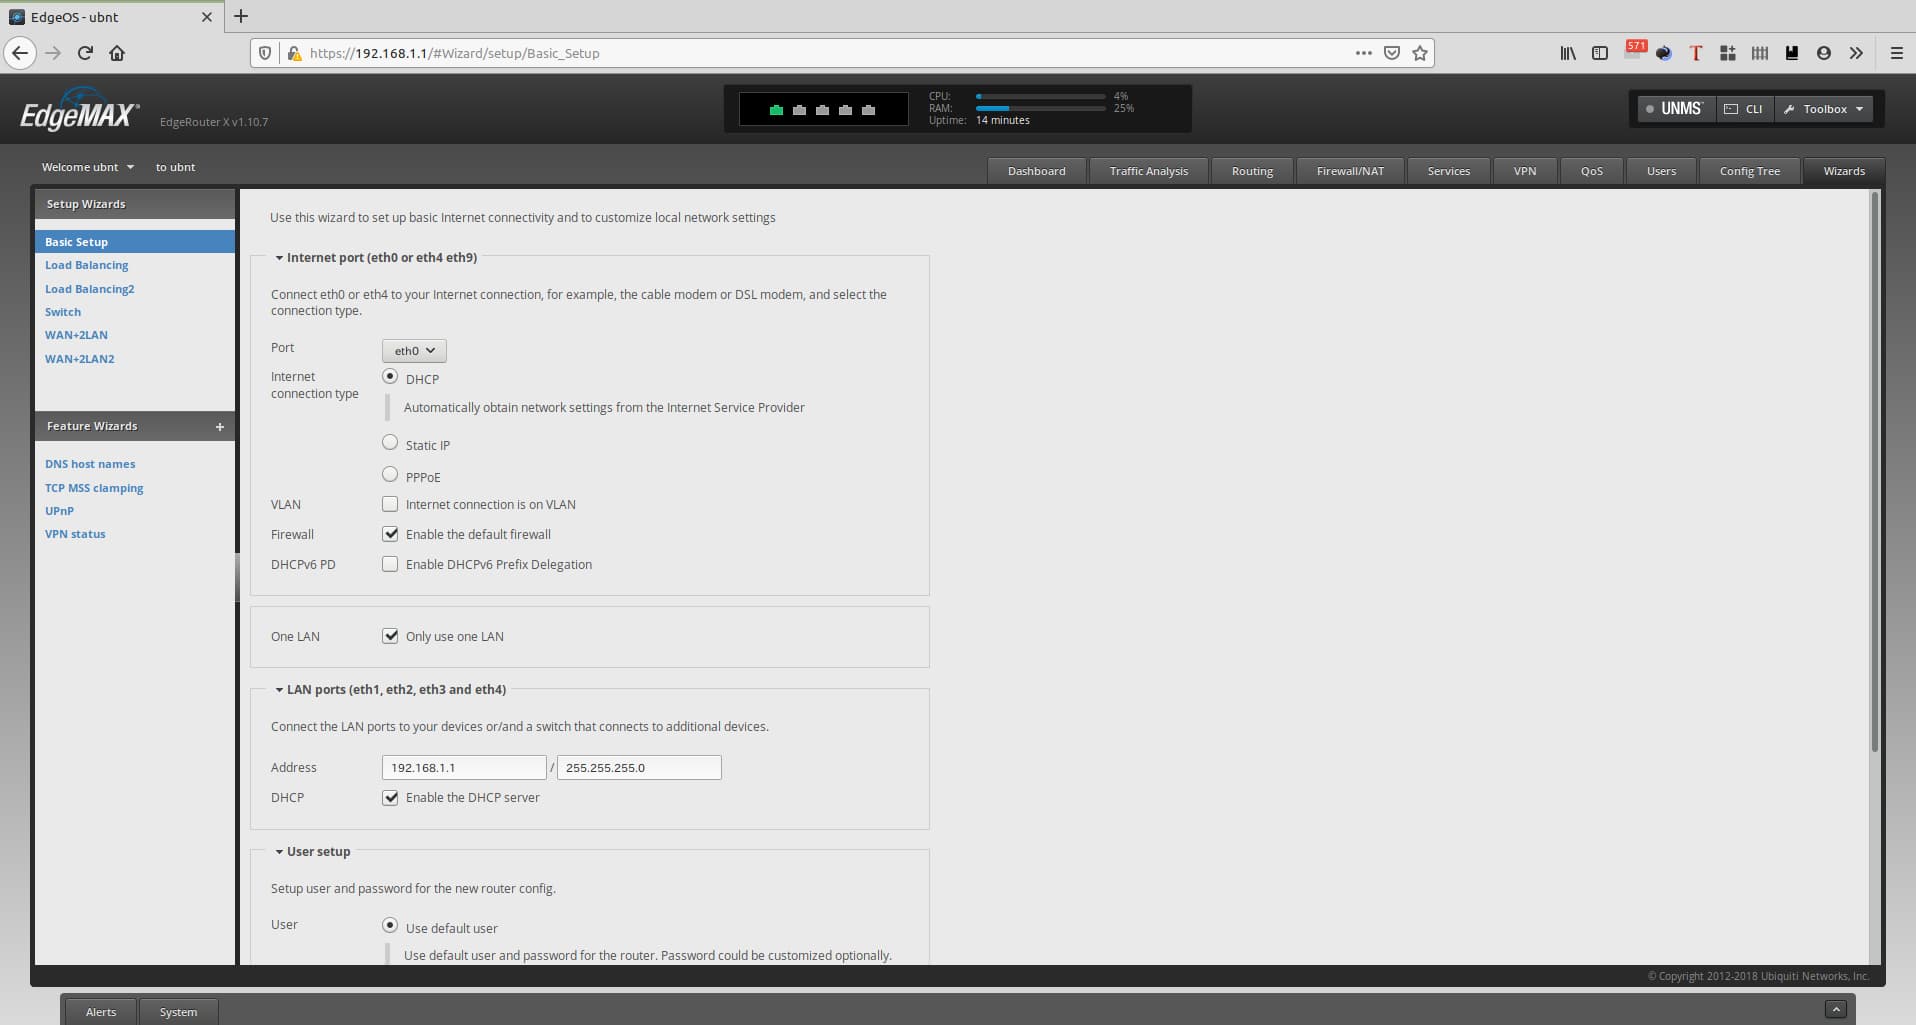 EdgeOS - ubnt
https://192.168.1.1/#Wizard/setup/Basic_Setup
571
EdgeMAX
EdgeRouter X v1.10.7
CPU: 4%
RAM: 25%
Uptime: 14 minutes
UNMS
CLI
Toolbox
Welcome ubnt
to ubnt
Dashboard
Traffic Analysis
Routing
Firewall/NAT
Services
VPN
QoS
Users
Config Tree
Wizards
Setup Wizards
Basic Setup
Load Balancing
Load Balancing2
Switch
WAN+2LAN
WAN+2LAN2
Feature Wizards +
DNS host names
TCP MSS clamping
UPnP
VPN status
Use this wizard to set up basic Internet connectivity and to customize local network settings
Internet port (eth0 or eth4 eth9)
Connect eth0 or eth4 to your Internet connection, for example, the cable modem or DSL modem, and select the
connection type.
Port eth0
Internet
connection type
DHCP
Automatically obtain network settings from the Internet Service Provider
Static IP
PPPoE
VLAN Internet connection is on VLAN
Firewall Enable the default firewall
DHCPv6 PD Enable DHCPv6 Prefix Delegation
One LAN Only use one LAN
LAN ports (eth1, eth2, eth3 and eth4)
Connect the LAN ports to your devices or/and a switch that connects to additional devices.
Address 192.168.1.1 / 255.255.255.0
DHCP Enable the DHCP server
User setup
Setup user and password for the new router config.
User Use default user
Use default user and password for the router. Password could be customized optionally.
© Copyright 2012-2018 Ubiquiti Networks, Inc.
Alerts
System